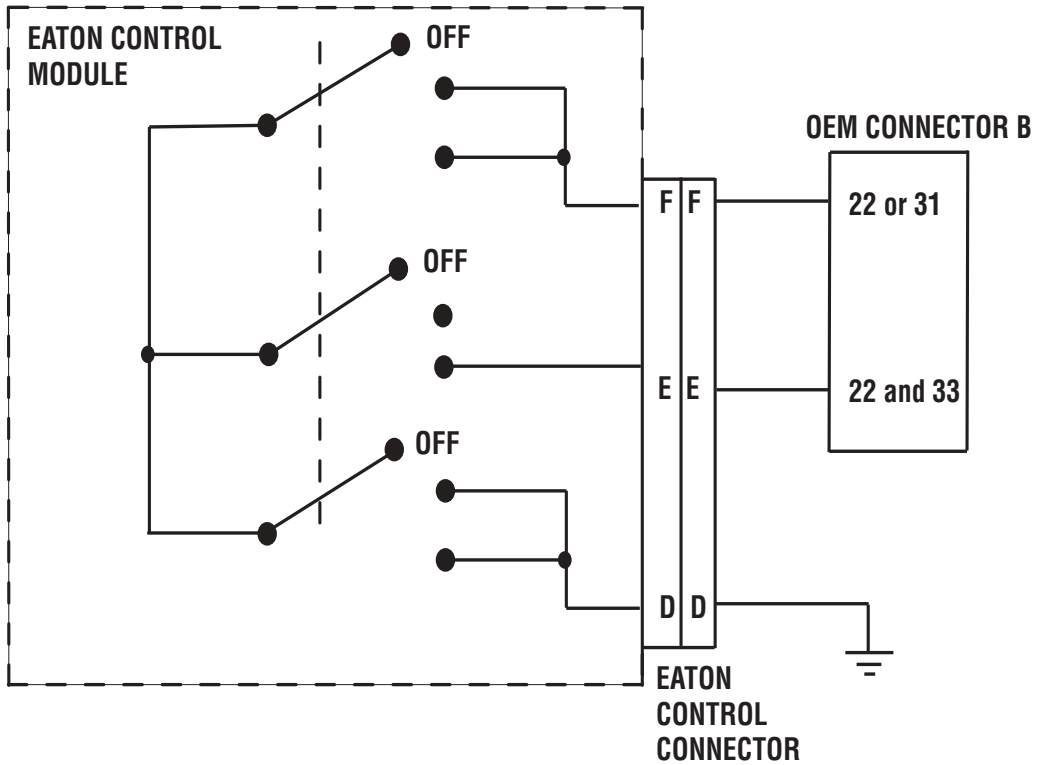 EATON CONTROL
MODULE
OFF
OEM CONNECTOR B
F F
22 or 31
OFF
E E
22 and 33
OFF
D D
EATON
CONTROL
CONNECTOR